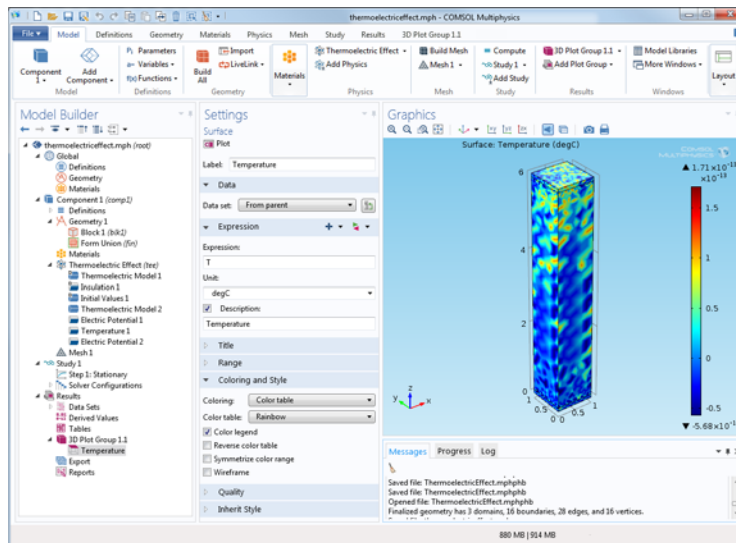 thermoelectriceffect.mph - COMSOL Multiphysics
File Model Definitions Geometry Materials Physics Mesh Study Results 3D Plot Group 1.1
Component 1
Add Component
Model
Pi Parameters
a= Variables
f(x) Functions
Definitions
Build All
Import
LiveLink
Geometry
Materials
Thermoelectric Effect
Add Physics
Physics
Build Mesh
Mesh 1
Mesh
Compute
Study 1
Add Study
Study
3D Plot Group 1.1
Add Plot Group
Results
Model Libraries
More Windows
Windows
Layout
Model Builder
thermoelectriceffect.mph (root)
Global
Definitions
Geometry
Materials
Component 1 (comp1)
Definitions
Geometry 1
Block 1 (blk1)
Form Union (fin)
Materials
Thermoelectric Effect (tee)
Thermoelectric Model 1
Insulation 1
Initial Values 1
Thermoelectric Model 2
Electric Potential 1
Temperature 1
Electric Potential 2
Mesh 1
Study 1
Step 1: Stationary
Solver Configurations
Results
Data Sets
Derived Values
Tables
3D Plot Group 1.1
Temperature
Export
Reports
Settings
Surface
Plot
Label: Temperature
Data
Data set: From parent
Expression
Expression:
T
Unit:
degC
Description:
Temperature
Title
Range
Coloring and Style
Coloring: Color table
Color table: Rainbow
Color legend
Reverse color table
Symmetrize color range
Wireframe
Quality
Inherit Style
Graphics
Surface: Temperature (degC)
COMSOL
MULTIPHYSICS
▲ 1.71×10⁻¹³
×10⁻¹³
1.5
1
0.5
0
-0.5
6
4
2
0
1
0.5
0 0
0.5
1
z
y
x
Messages Progress Log
Saved file: ThermoelectricEffect.mphphb
Saved file: ThermoelectricEffect.mphphb
Opened file: ThermoelectricEffect.mphphb
Finalized geometry has 3 domains, 16 boundaries, 28 edges, and 16 vertices.
880 MB | 914 MB